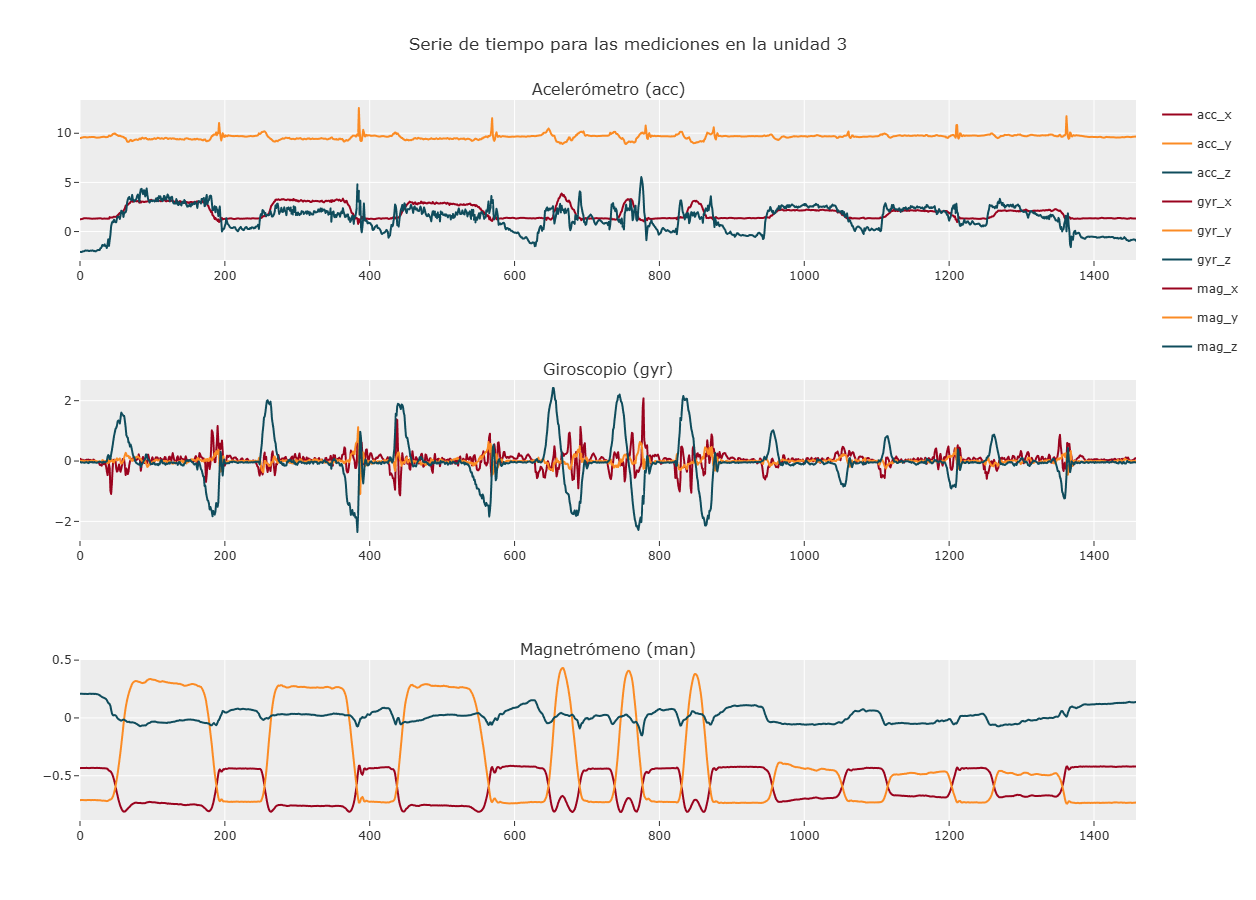 Serie de tiempo para las mediciones en la unidad 3
Acelerómetro (acc)
10
5
0
0 200 400 600 800 1000 1200 1400
acc_x
acc_y
acc_z
gyr_x
gyr_y
gyr_z
mag_x
mag_y
mag_z
Giroscopio (gyr)
2
0
−2
0 200 400 600 800 1000 1200 1400
Magnetrómeno (man)
0.5
0
−0.5
0 200 400 600 800 1000 1200 1400